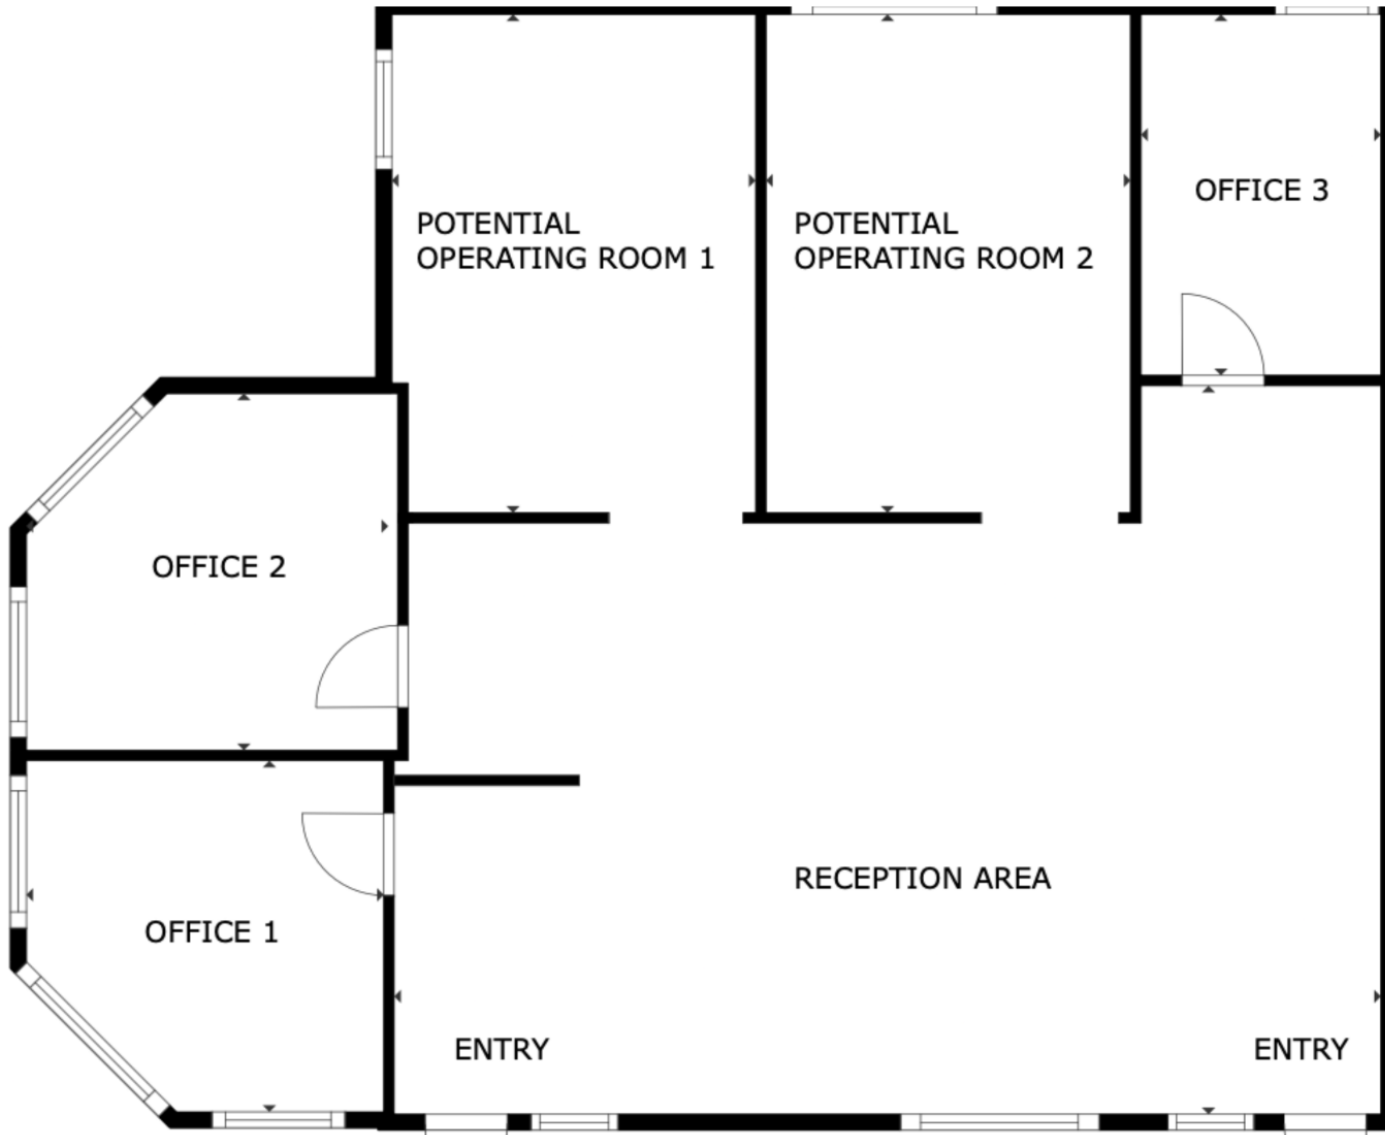 POTENTIAL
OPERATING ROOM 1
POTENTIAL
OPERATING ROOM 2
OFFICE 3
OFFICE 2
OFFICE 1
RECEPTION AREA
ENTRY
ENTRY